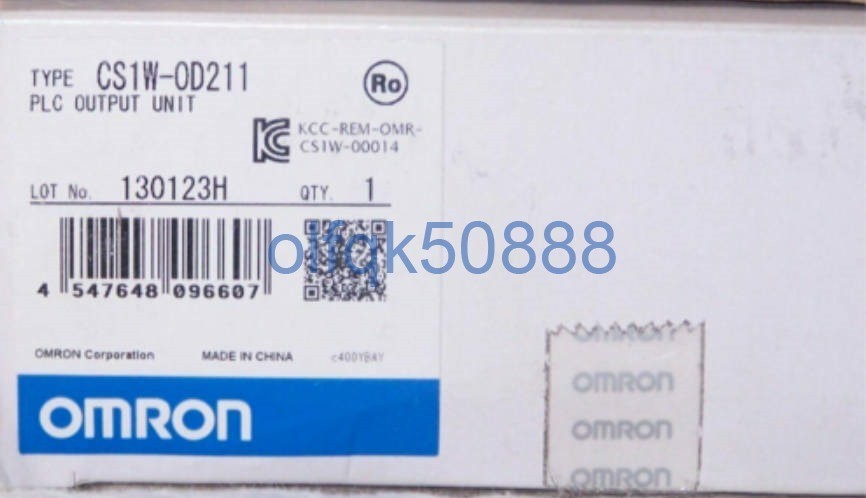 TYPE CS1W-OD211
PLC OUTPUT UNIT
Ro
KCC-REM-OMR-
CS1W-00014
LOT No. 130123H QTY. 1
oifqk50888
4 547648 096607
OMRON Corporation MADE IN CHINA c400YBAY
OMRON
OMRON
OMRON
OMRON
OMRON